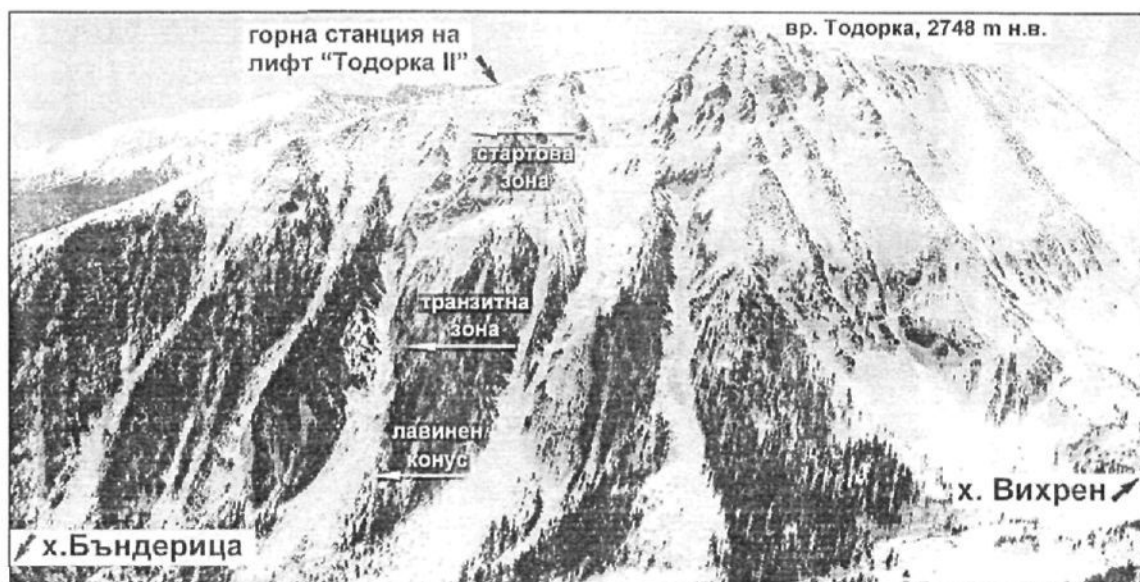 горна станция на
лифт "Тодорка II"
вр. Тодорка, 2748 m н.в.
стартова
зона
транзитна
зона
лавинен
конус
х. Вихрен
х.Бъндерица